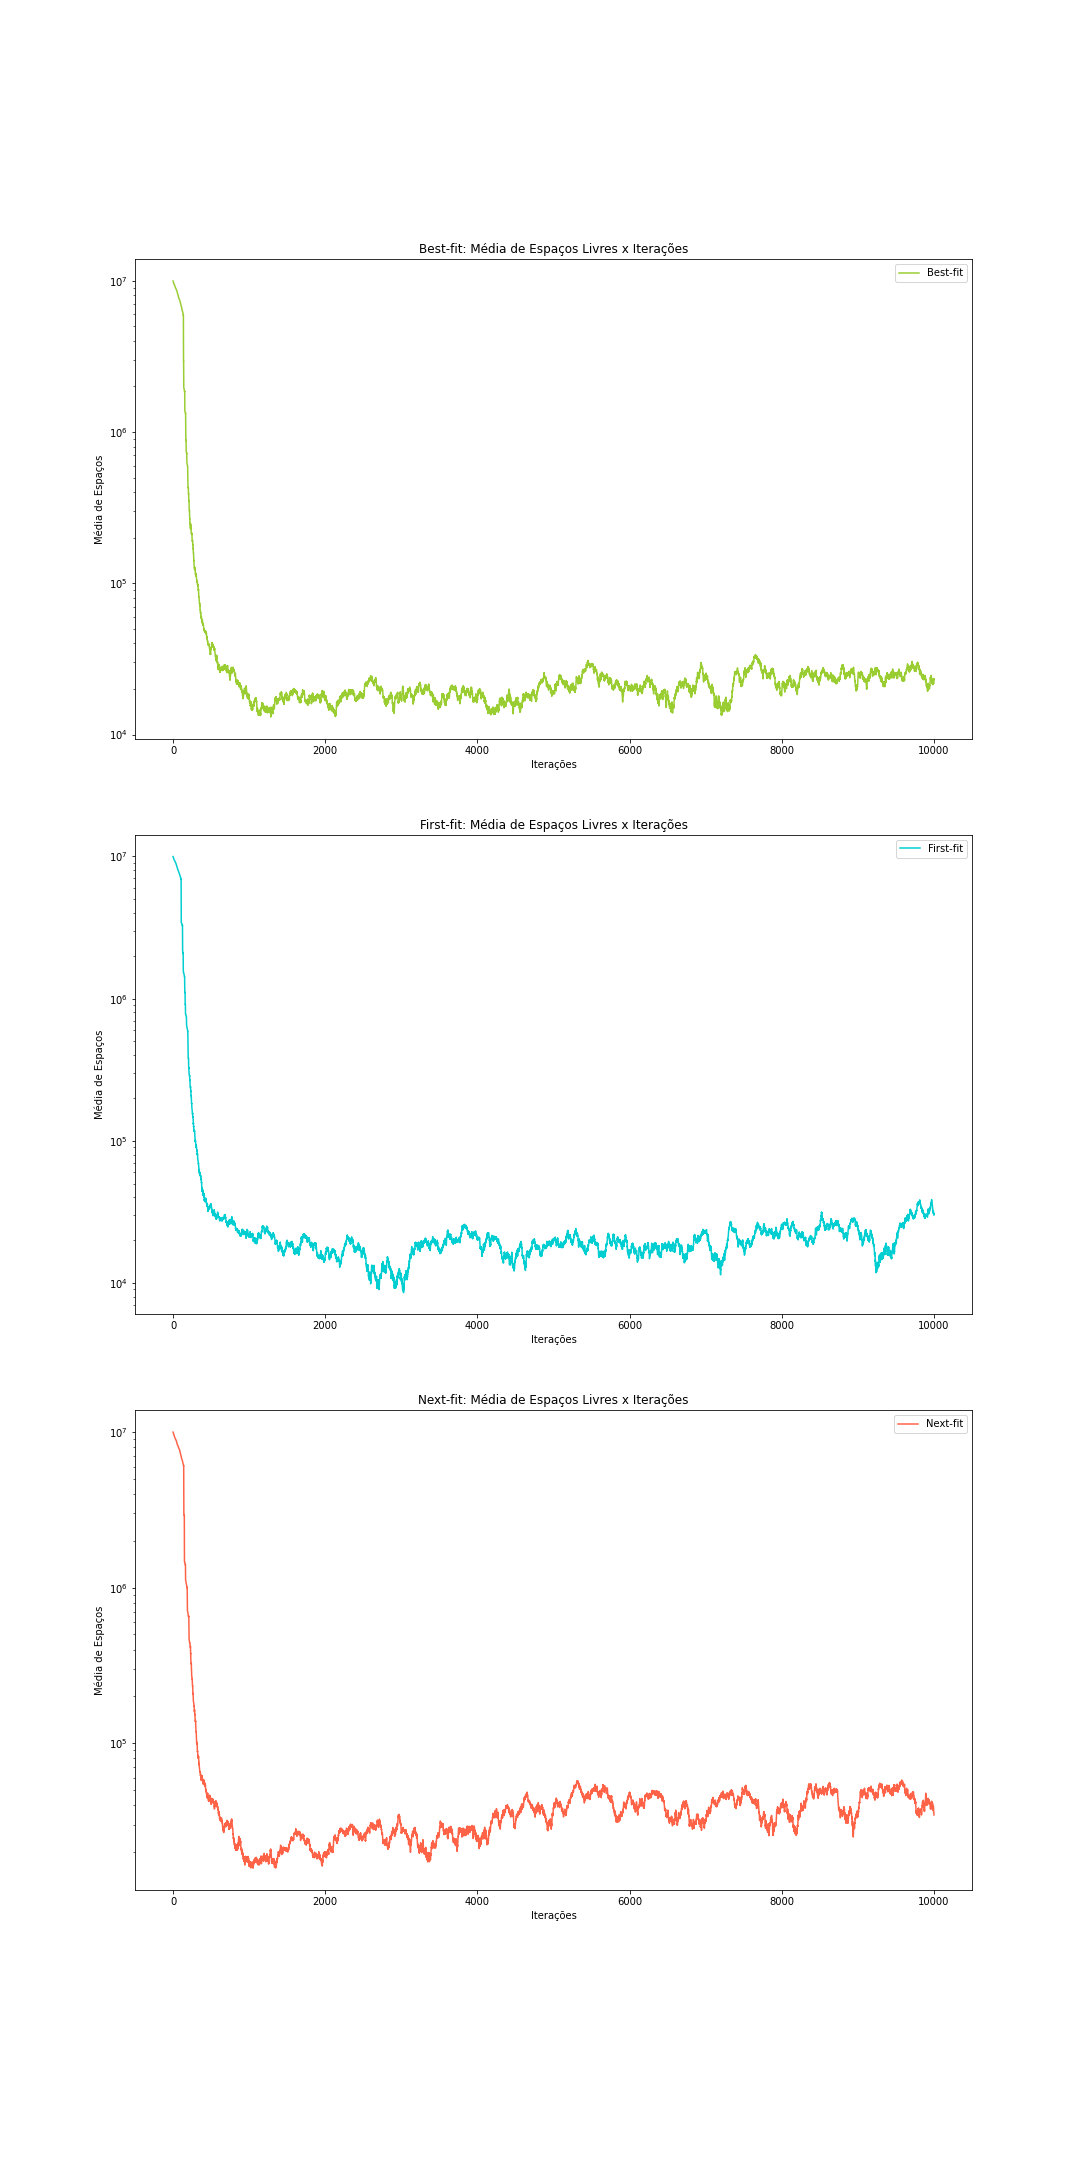 Best-fit: Média de Espaços Livres x Iterações
Best-fit
10⁷
10⁶
10⁵
10⁴
Média de Espaços
0 2000 4000 6000 8000 10000
Iterações
First-fit: Média de Espaços Livres x Iterações
First-fit
10⁷
10⁶
10⁵
10⁴
Média de Espaços
0 2000 4000 6000 8000 10000
Iterações
Next-fit: Média de Espaços Livres x Iterações
Next-fit
10⁷
10⁶
10⁵
Média de Espaços
0 2000 4000 6000 8000 10000
Iterações